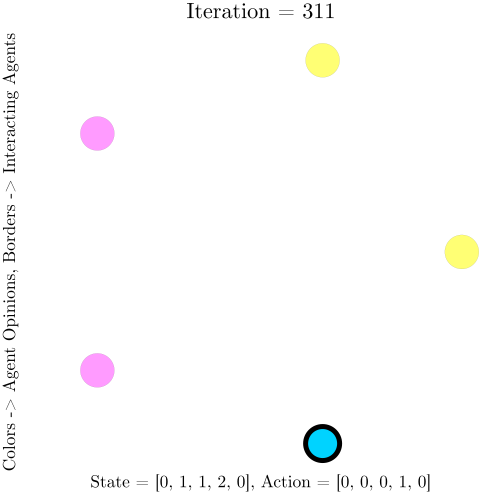 Iteration = 311
Colors -> Agent Opinions, Borders -> Interacting Agents
State = [0, 1, 1, 2, 0], Action = [0, 0, 0, 1, 0]